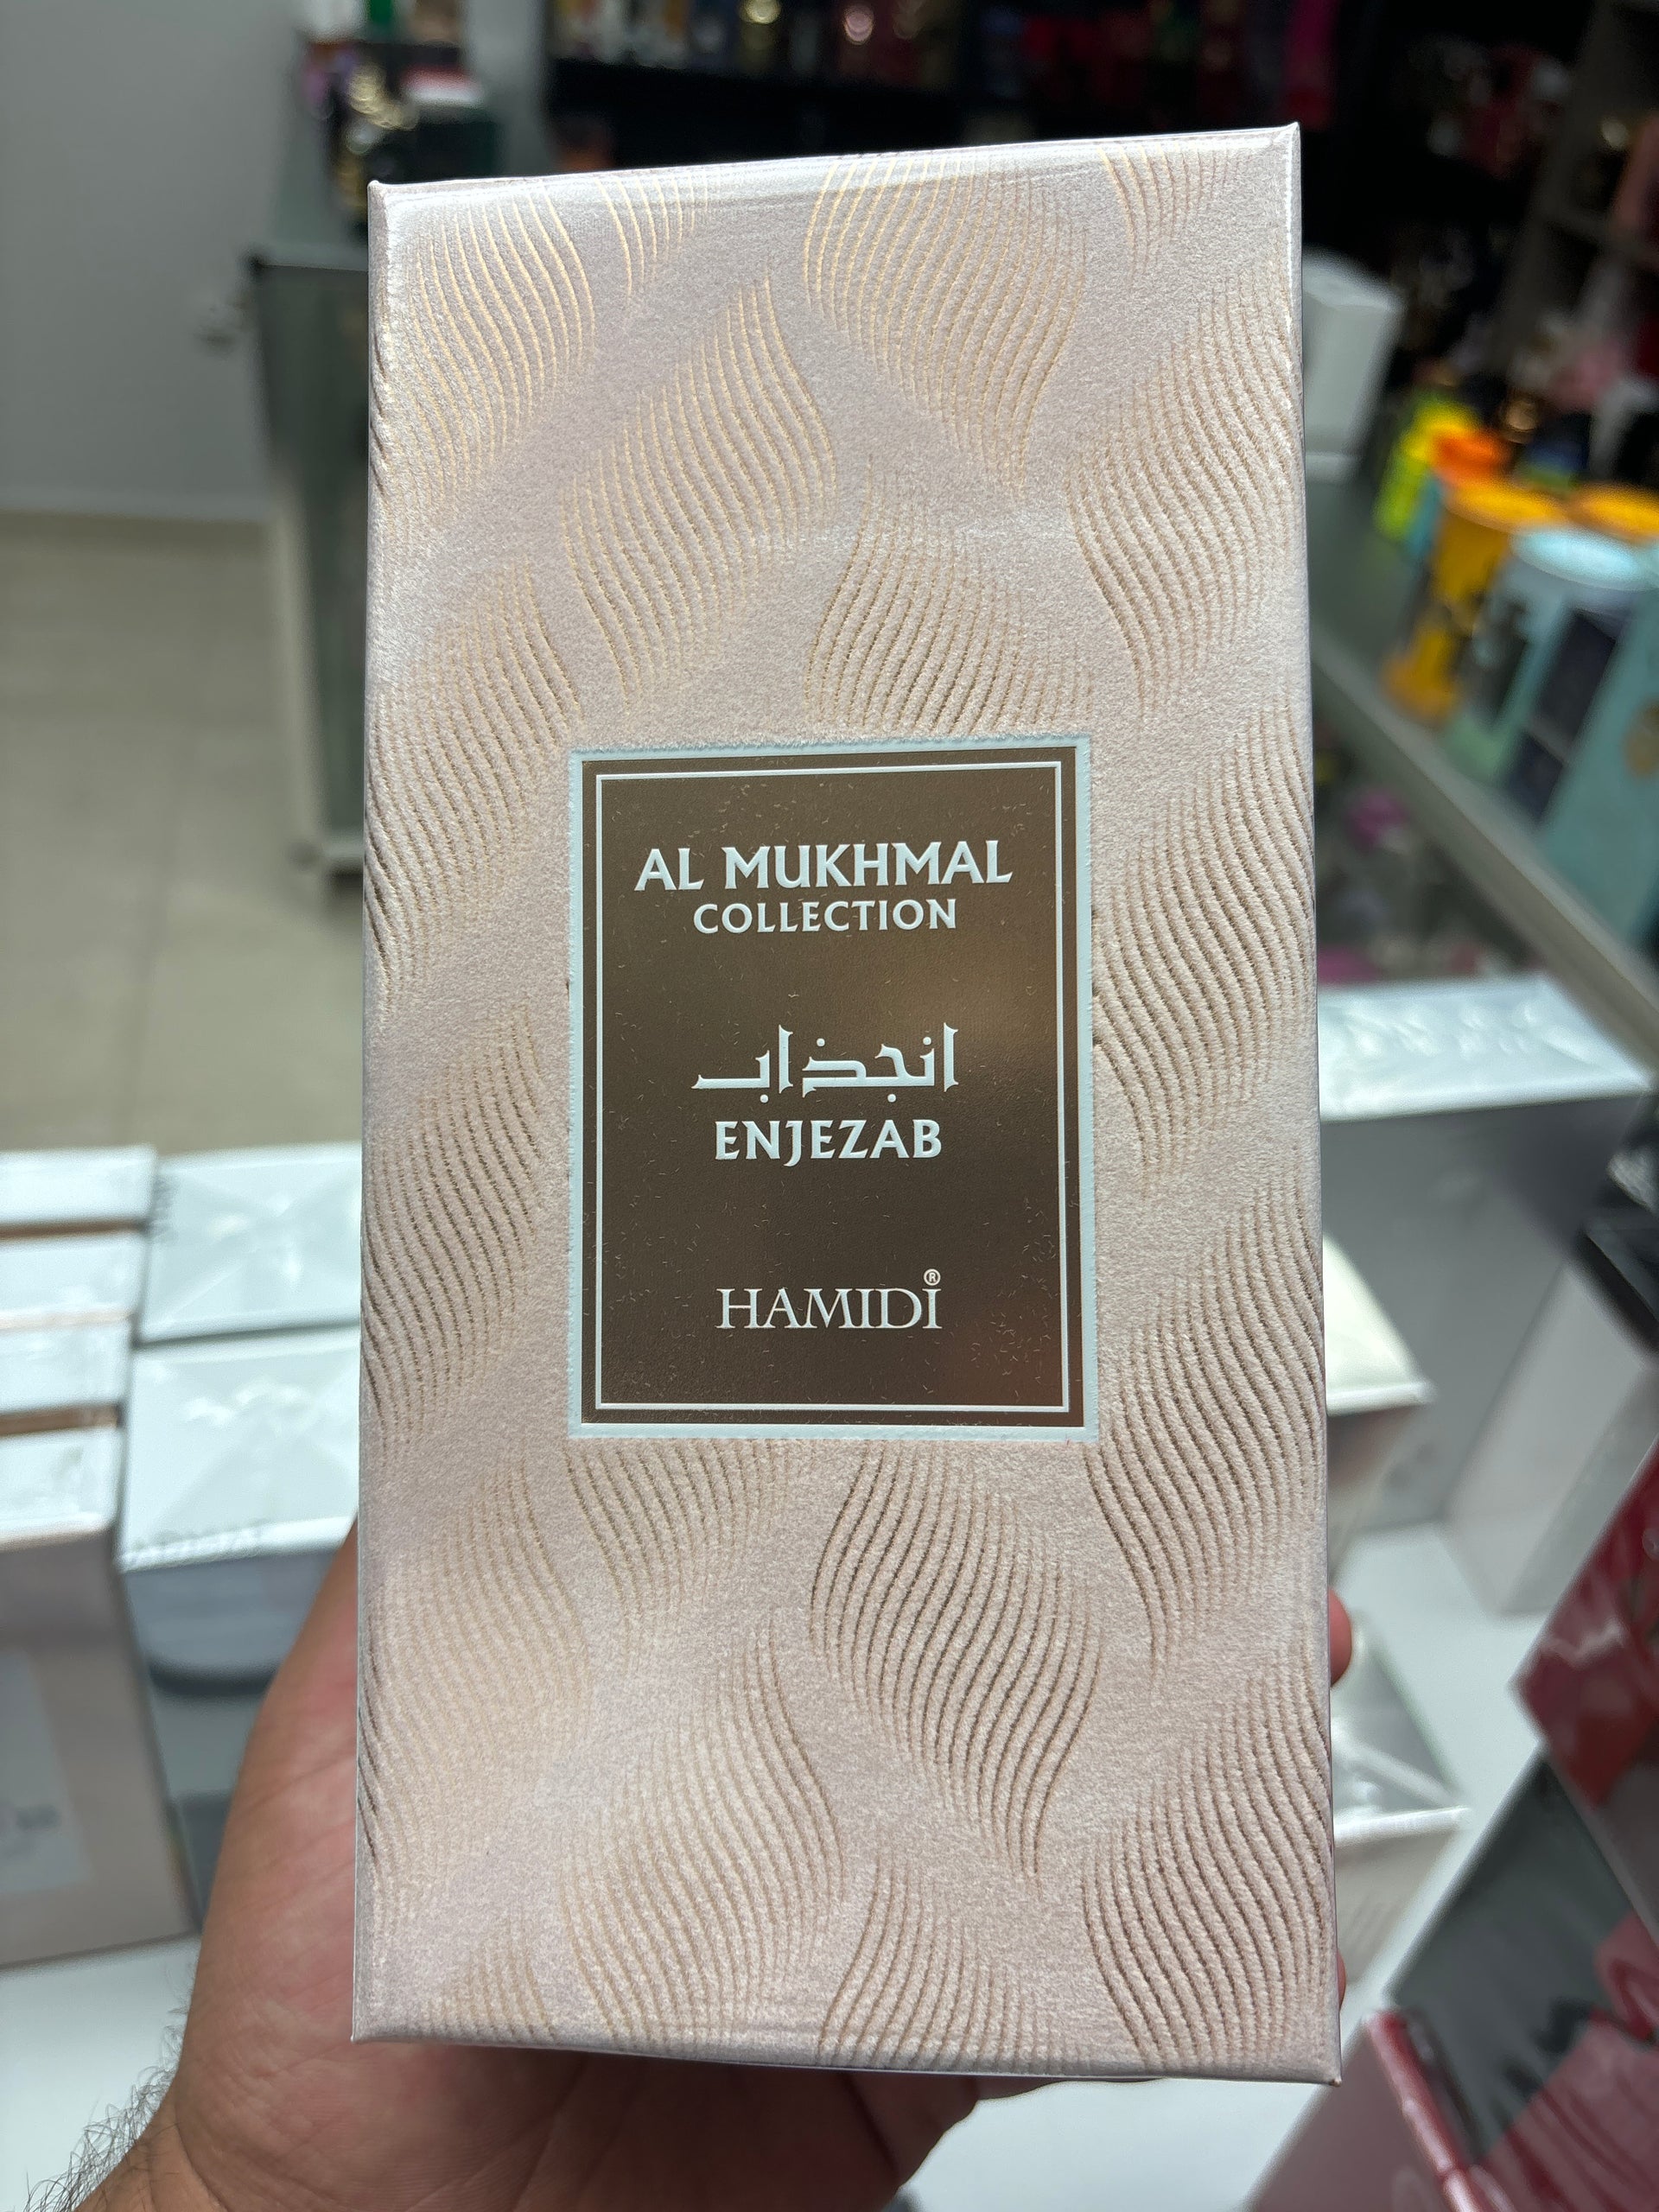 AL MUKHMAL
COLLECTION
انجذاب
ENJEZAB
HAMIDI®